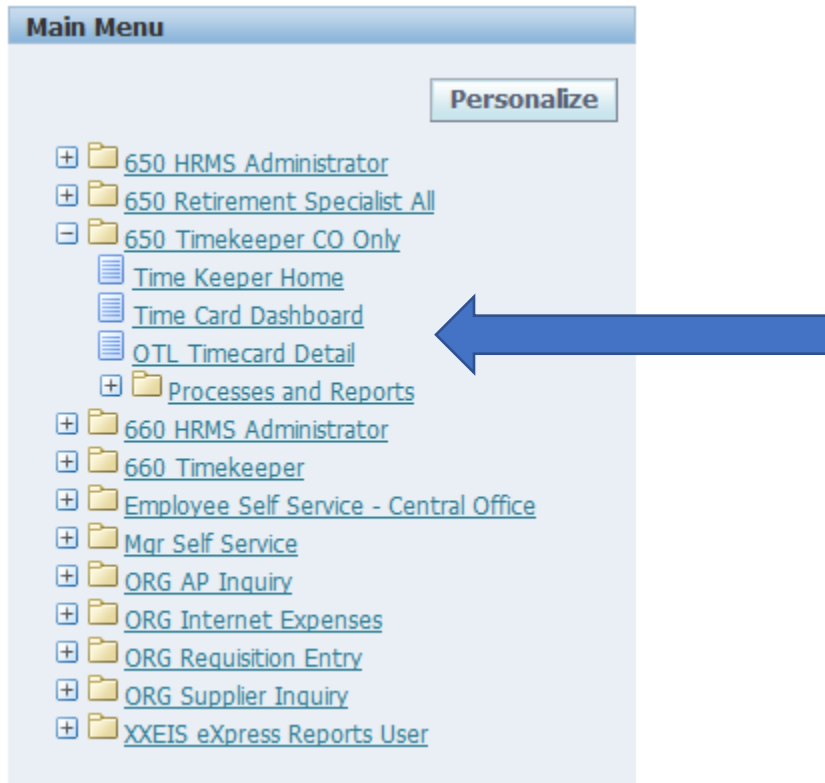 Main Menu
Personalize
650 HRMS Administrator
650 Retirement Specialist All
650 Timekeeper CO Only
Time Keeper Home
Time Card Dashboard
OTL Timecard Detail
Processes and Reports
660 HRMS Administrator
660 Timekeeper
Employee Self Service - Central Office
Mgr Self Service
ORG AP Inquiry
ORG Internet Expenses
ORG Requisition Entry
ORG Supplier Inquiry
XXEIS eXpress Reports User